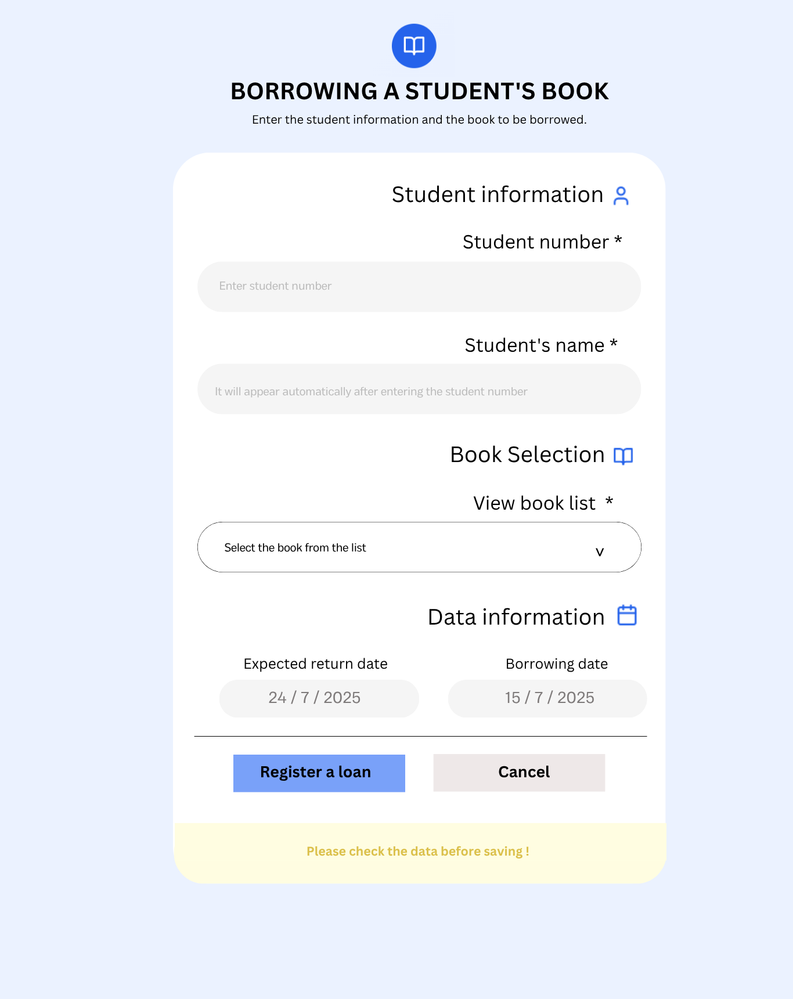 BORROWING A STUDENT'S BOOK
Enter the student information and the book to be borrowed.
Student information
Student number *
Enter student number
Student's name *
It will appear automatically after entering the student number
Book Selection
View book list *
Select the book from the list v
Data information
Expected return date
Borrowing date
24 / 7 / 2025
15 / 7 / 2025
Register a loan
Cancel
Please check the data before saving !